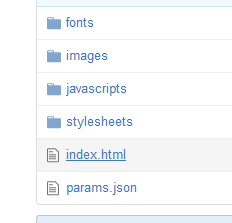 fonts
images
javascripts
stylesheets
index.html
params.json